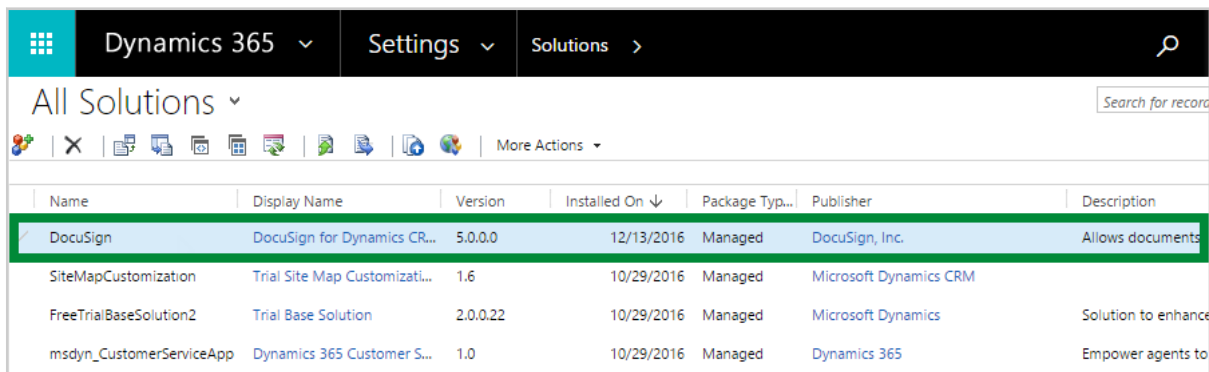 Dynamics 365 Settings Solutions
All Solutions
Search for record
More Actions
Name Display Name Version Installed On Package Typ... Publisher Description
DocuSign DocuSign for Dynamics CR... 5.0.0.0 12/13/2016 Managed DocuSign, Inc. Allows documents
SiteMapCustomization Trial Site Map Customizati... 1.6 10/29/2016 Managed Microsoft Dynamics CRM
FreeTrialBaseSolution2 Trial Base Solution 2.0.0.22 10/29/2016 Managed Microsoft Dynamics Solution to enhance
msdyn_CustomerServiceApp Dynamics 365 Customer S... 1.0 10/29/2016 Managed Dynamics 365 Empower agents to